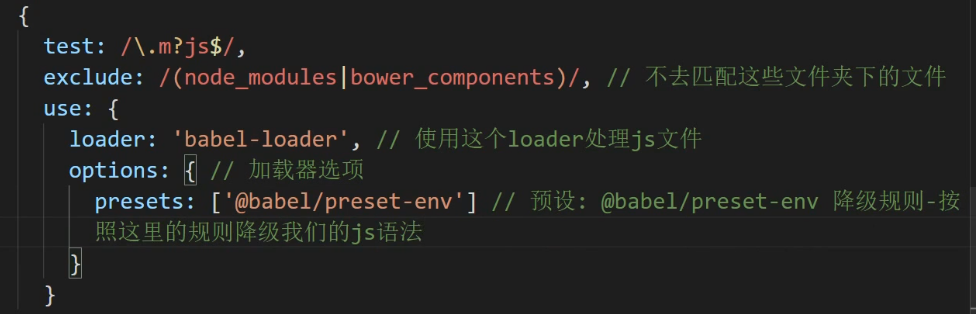 {
test: /\.m?js$/,
exclude: /(node_modules|bower_components)/, // 不去匹配这些文件夹下的文件
use: {
loader: 'babel-loader', // 使用这个loader处理js文件
options: { // 加载器选项
presets: ['@babel/preset-env'] // 预设: @babel/preset-env 降级规则-按
照这里的规则降级我们的js语法
}
}